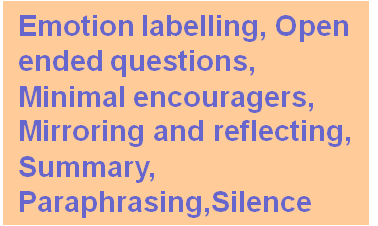 Emotion labelling, Open
ended questions,
Minimal encouragers,
Mirroring and reflecting,
Summary,
Paraphrasing,Silence